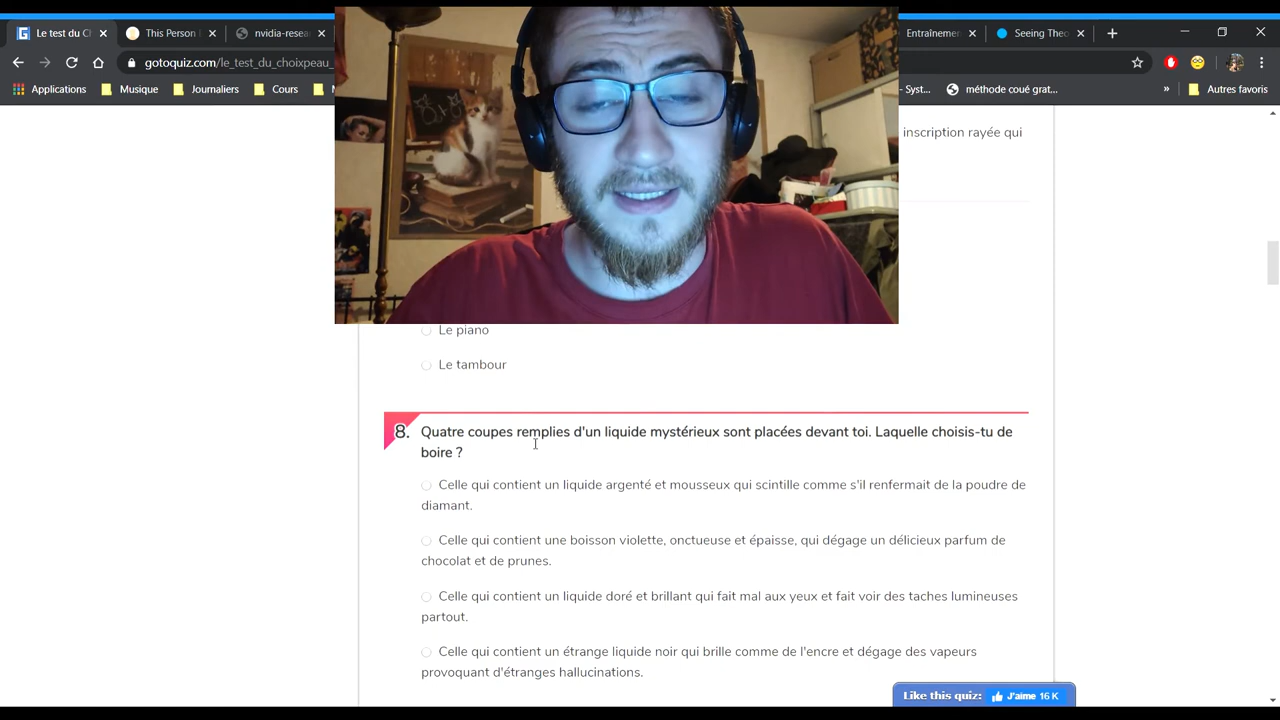 Le test du Ch
This Person
nvidia-resea
Entraînemen
Seeing Theo
gotoquiz.com/le_test_du_choixpeau_
Applications
Musique
Journaliers
Cours
- Syst...
méthode coué grat...
»
Autres favoris
inscription rayée qui
Le piano
Le tambour
8. Quatre coupes remplies d'un liquide mystérieux sont placées devant toi. Laquelle choisis-tu de
boire ?
Celle qui contient un liquide argenté et mousseux qui scintille comme s'il renfermait de la poudre de
diamant.
Celle qui contient une boisson violette, onctueuse et épaisse, qui dégage un délicieux parfum de
chocolat et de prunes.
Celle qui contient un liquide doré et brillant qui fait mal aux yeux et fait voir des taches lumineuses
partout.
Celle qui contient un étrange liquide noir qui brille comme de l'encre et dégage des vapeurs
provoquant d'étranges hallucinations.
Like this quiz: J'aime 16 K